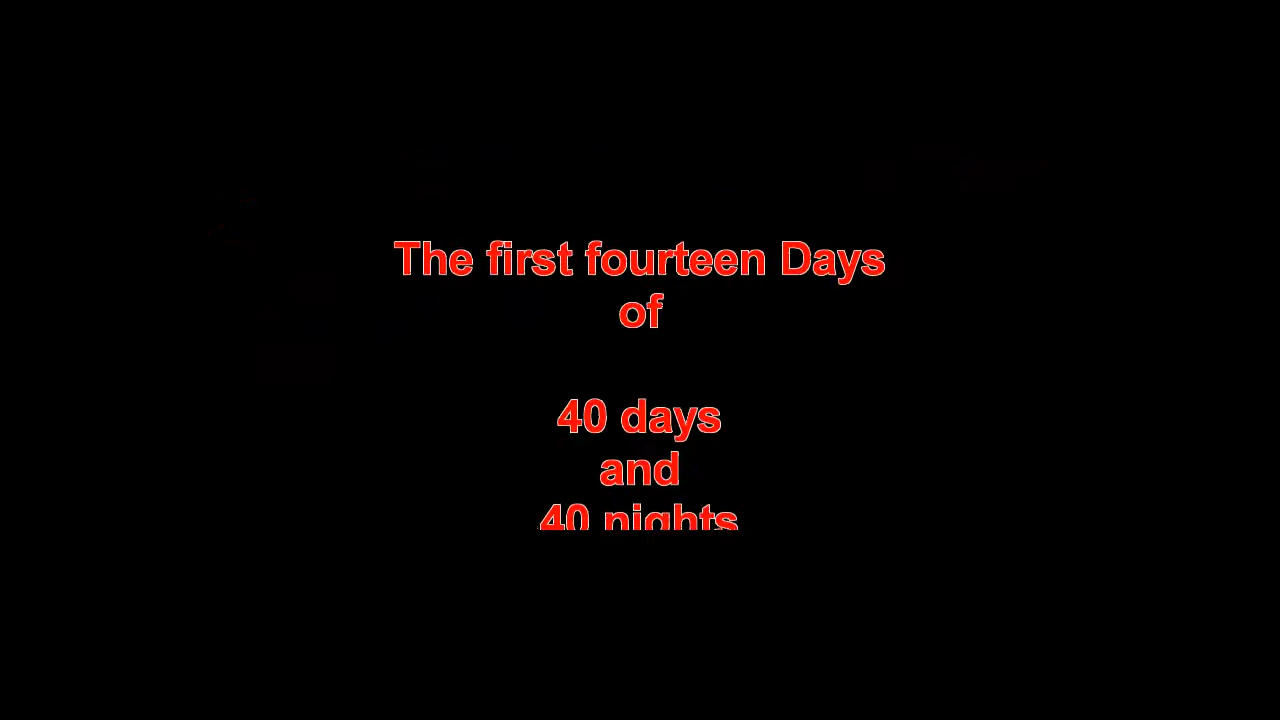 The first fourteen Days
of
40 days
and
40 nights